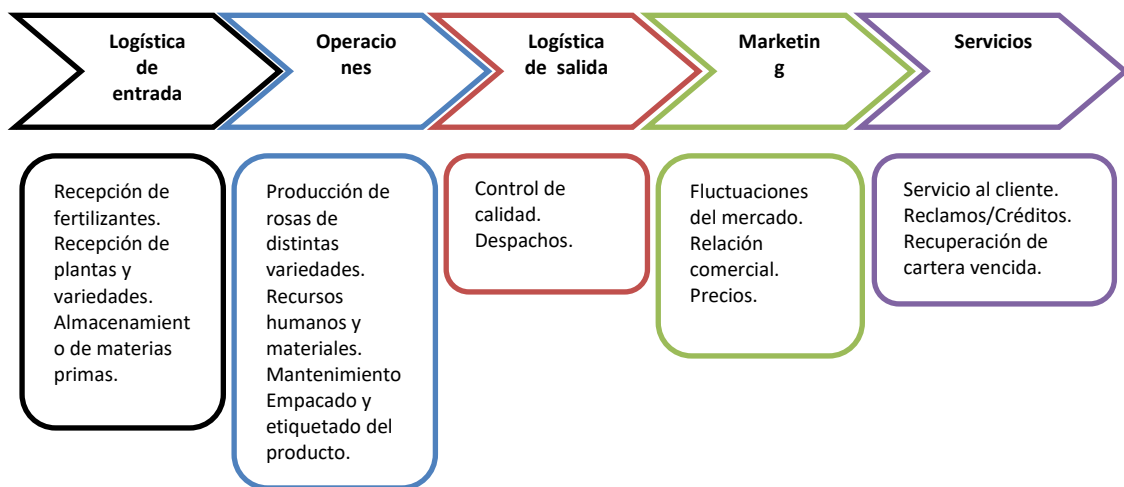 Logística
de
entrada
Operacio
nes
Logística
de salida
Marketin
g
Servicios
Recepción de
fertilizantes.
Recepción de
plantas y
variedades.
Almacenamient
o de materias
primas.
Producción de
rosas de
distintas
variedades.
Recursos
humanos y
materiales.
Mantenimiento
Empacado y
etiquetado del
producto.
Control de
calidad.
Despachos.
Fluctuaciones
del mercado.
Relación
comercial.
Precios.
Servicio al cliente.
Reclamos/Créditos.
Recuperación de
cartera vencida.